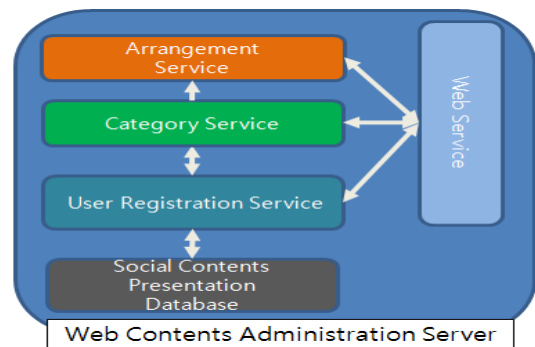 Arrangement
Service
Category Service
User Registration Service
Social Contents
Presentation
Database
Web Service
Web Contents Administration Server